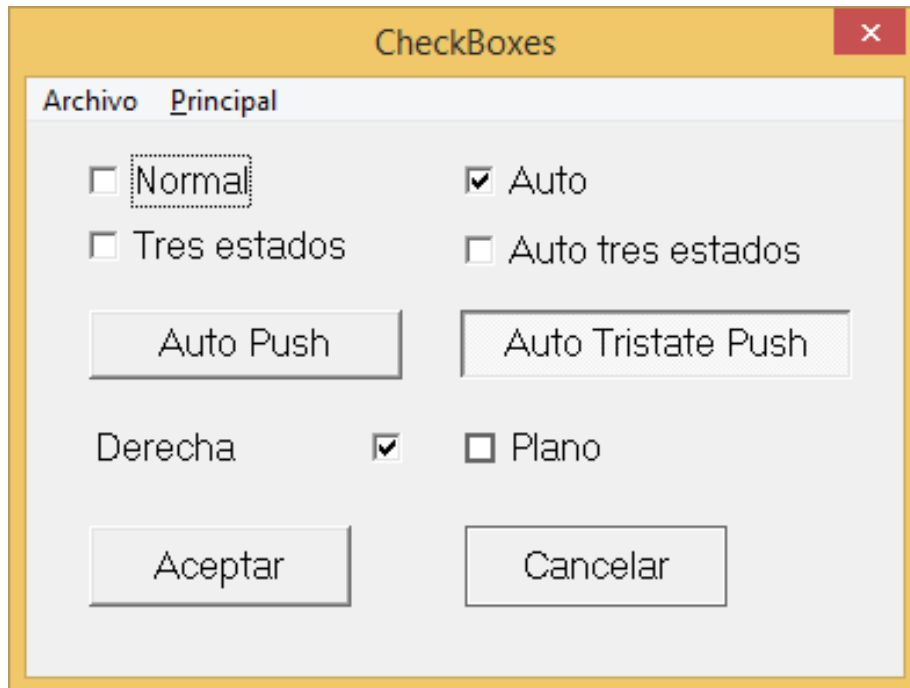 CheckBoxes
Archivo Principal
Normal Auto
Tres estados Auto tres estados
Auto Push Auto Tristate Push
Derecha Plano
Aceptar Cancelar